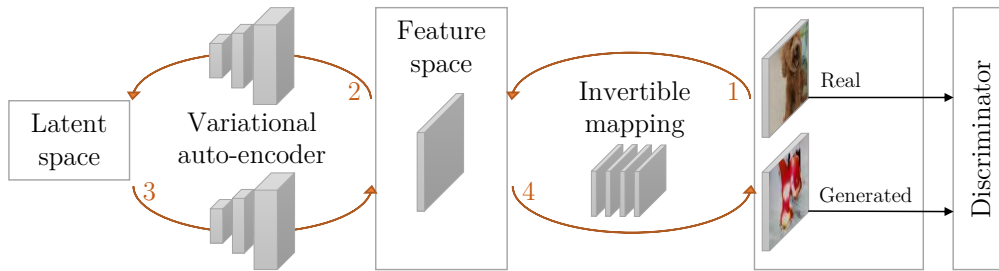 Latent
space
2
3
Variational
auto-encoder
Feature
space
1
4
Invertible
mapping
Real
Generated
Discriminator